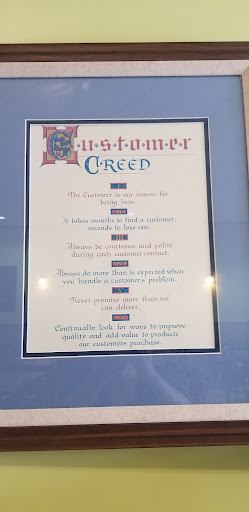 C·u·s·t·o·m·e·r
CREED
I
The Customer is our reason for
being here.
II
It takes months to find a customer;
seconds to lose one.
III
Always be courteous and polite
during each customer contact.
IV
Always do more than is expected when
you handle a customer's problem.
V
Never promise more than we
can deliver.
VI
Continually look for ways to improve
quality and add value to products
our customers purchase.